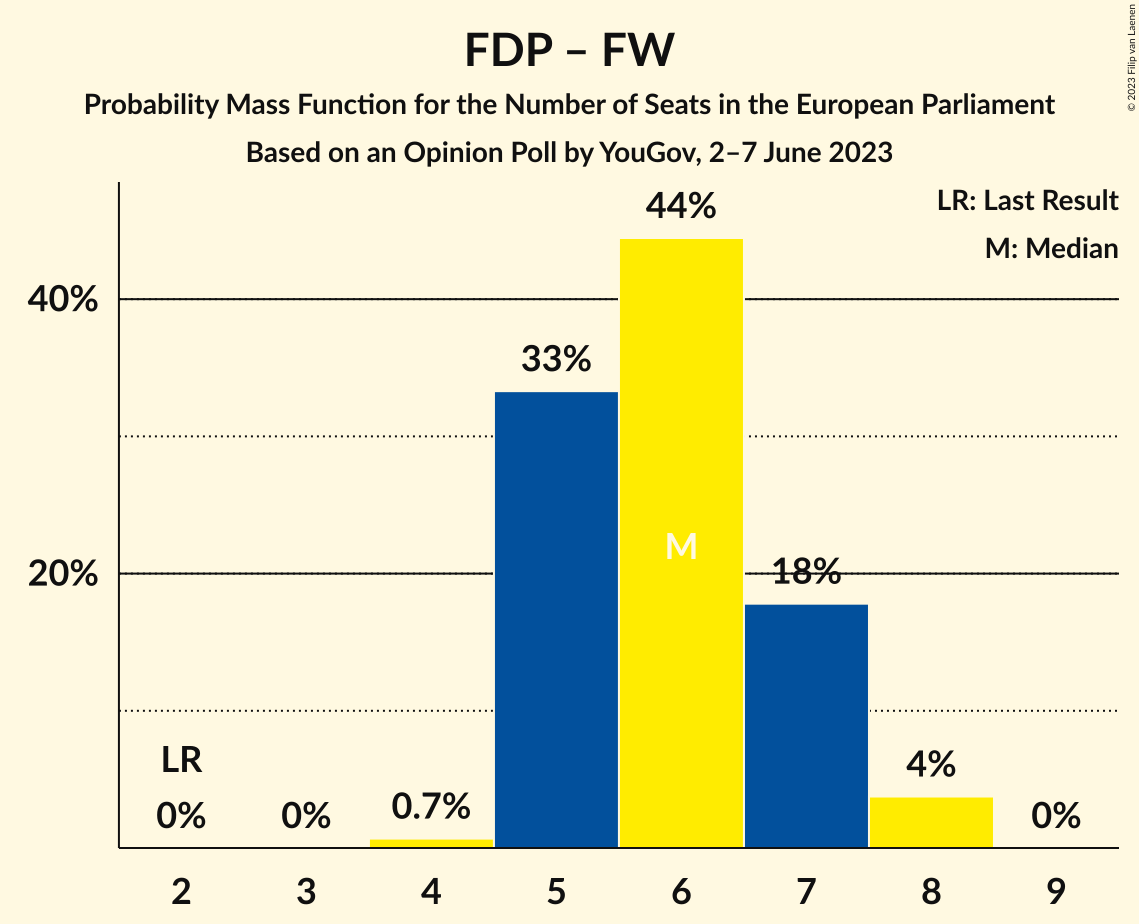 FDP – FW
Probability Mass Function for the Number of Seats in the European Parliament
Based on an Opinion Poll by YouGov, 2–7 June 2023
© 2023 Filip van Laenen
LR: Last Result
M: Median
44%
40%
33%
M
20%
18%
LR
4%
0%
0%
0.7%
0%
2 3 4 5 6 7 8 9